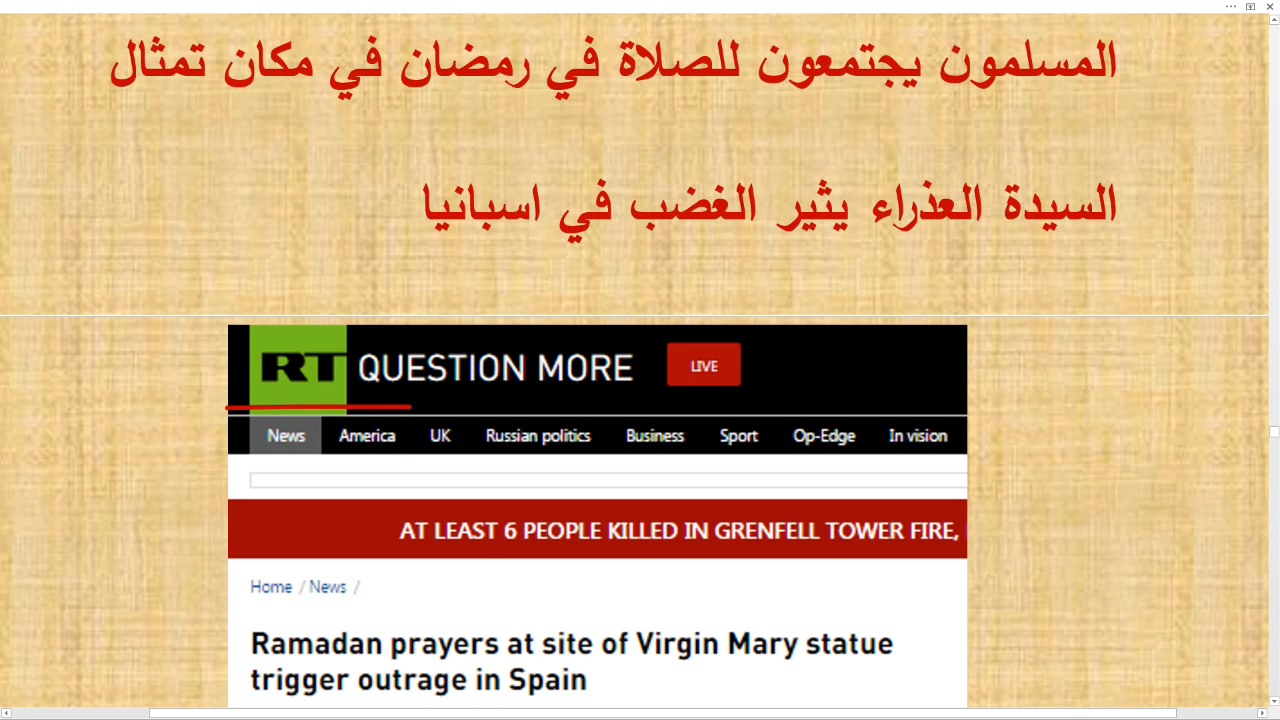 المسلمون يجتمعون للصلاة في رمضان في مكان تمثال
السيدة العذراء يثير الغضب في اسبانيا
RT QUESTION MORE LIVE
News America UK Russian politics Business Sport Op-Edge In vision
AT LEAST 6 PEOPLE KILLED IN GRENFELL TOWER FIRE,
Home / News /
Ramadan prayers at site of Virgin Mary statue
trigger outrage in Spain